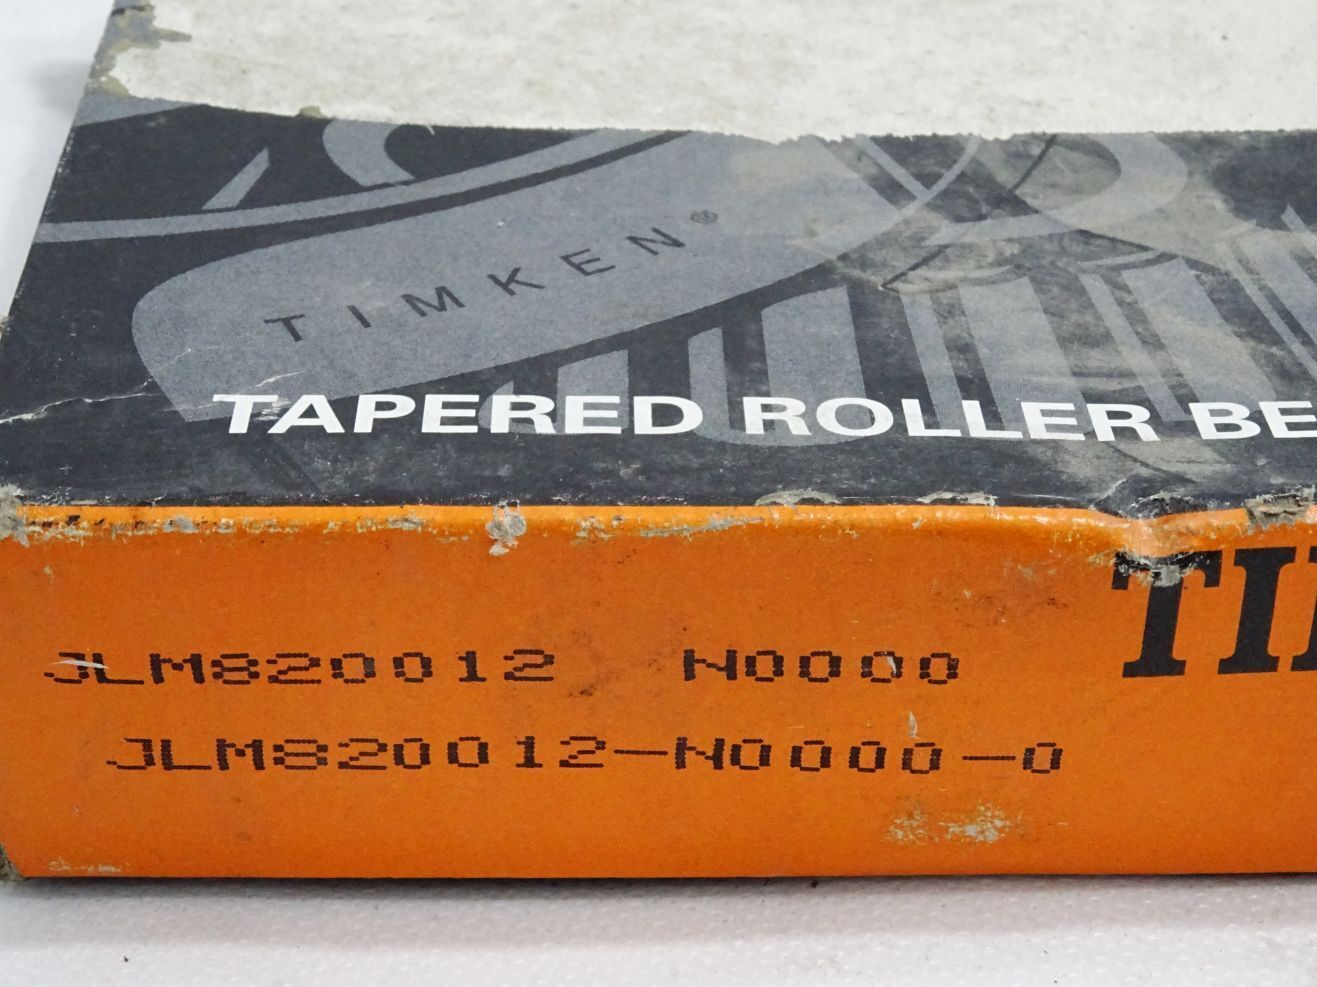 TIMKEN®
TAPERED ROLLER BE
TI
JLM820012 N0000
JLM820012-N0000-0